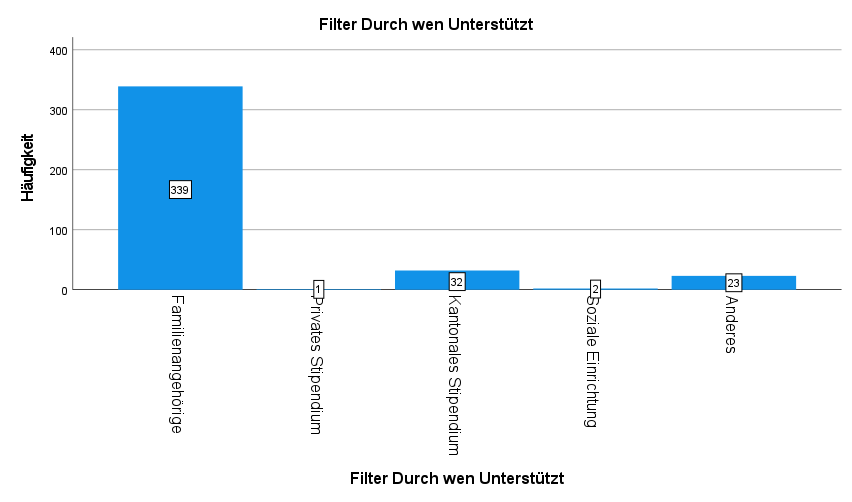 Filter Durch wen Unterstützt
Häufigkeit
400
300
200
100
0
339
1
32
2
23
Familienangehörige
Privates Stipendium
Kantonales Stipendium
Soziale Einrichtung
Anderes
Filter Durch wen Unterstützt